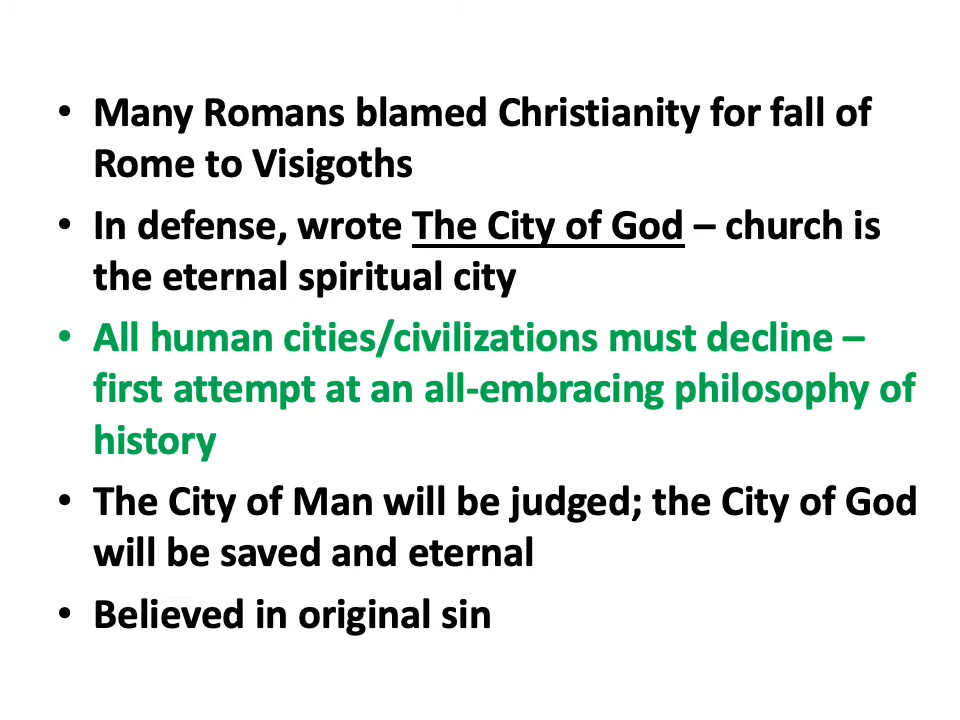 • Many Romans blamed Christianity for fall of
Rome to Visigoths
• In defense, wrote The City of God – church is
the eternal spiritual city
• All human cities/civilizations must decline –
first attempt at an all-embracing philosophy of
history
• The City of Man will be judged; the City of God
will be saved and eternal
• Believed in original sin